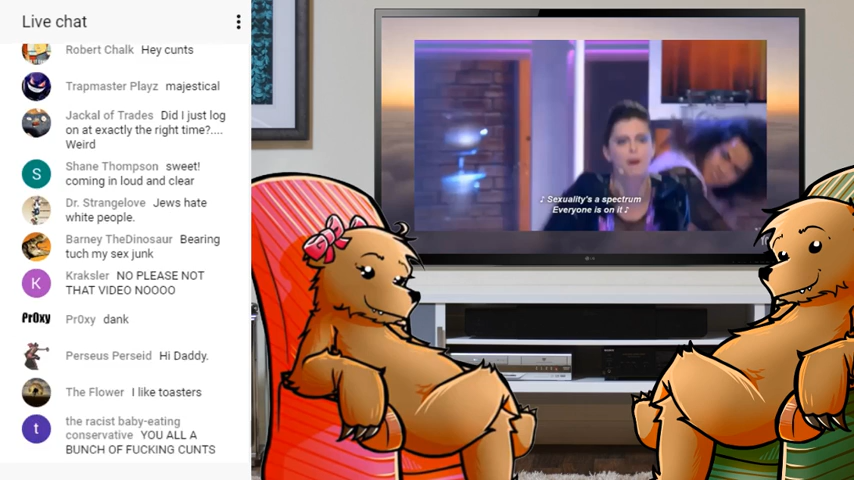 Live chat
Robert Chalk Hey cunts
Trapmaster Playz majestical
Jackal of Trades Did I just log
on at exactly the right time?....
Weird
Shane Thompson sweet!
coming in loud and clear
Dr. Strangelove Jews hate
white people.
Barney TheDinosaur Bearing
tuch my sex junk
Kraksler NO PLEASE NOT
THAT VIDEO NOOOO
Pr0xy
Pr0xy dank
Perseus Perseid Hi Daddy.
The Flower I like toasters
the racist baby-eating
conservative YOU ALL A
BUNCH OF FUCKING CUNTS
S
K
t
♪ Sexuality's a spectrum
Everyone is on it ♪
LG